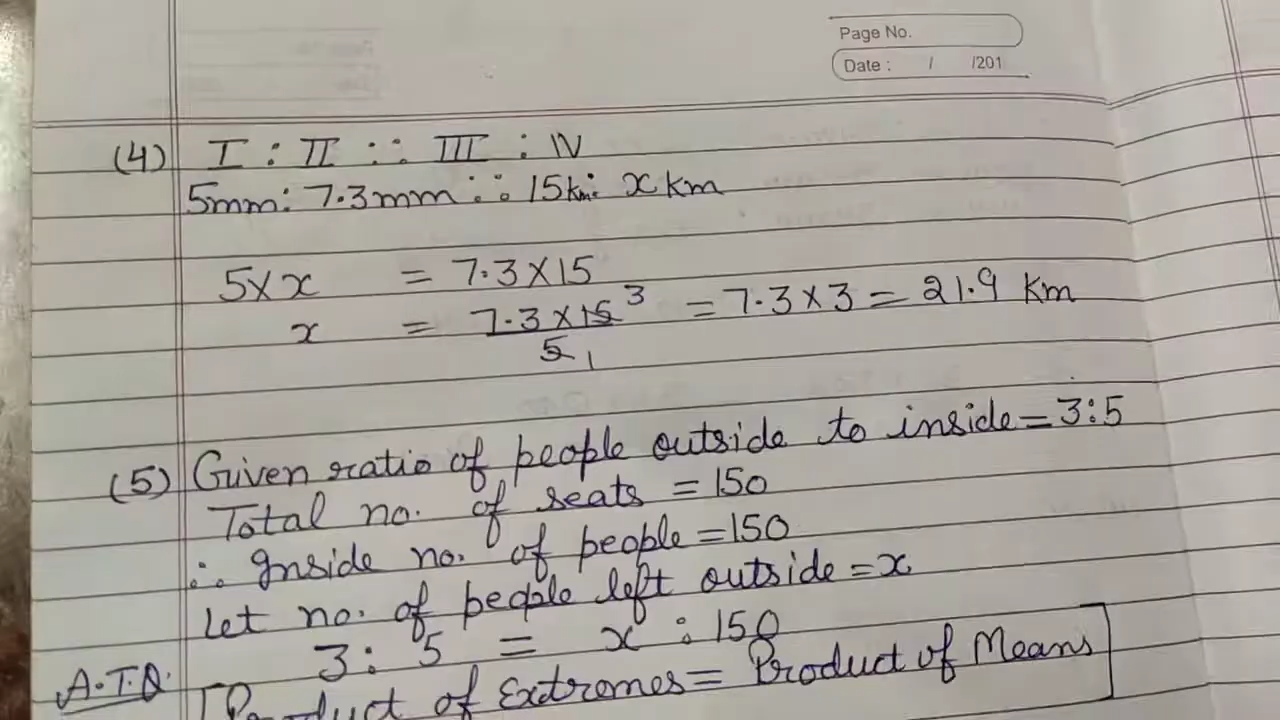 Page No.
Date : / /201
(4) I : II :: III : IV
5mm : 7.3mm :: 15km : x km
5 × x = 7.3 × 15
x = 7.3 × 15 3 / 5 1 = 7.3 × 3 = 21.9 Km
(5) Given ratio of people outside to inside = 3:5
Total no. of seats = 150
∴ Inside no. of people = 150
Let no. of people left outside = x
A.T.Q. 3 : 5 = x : 150
[Product of Extremes = Product of Means]